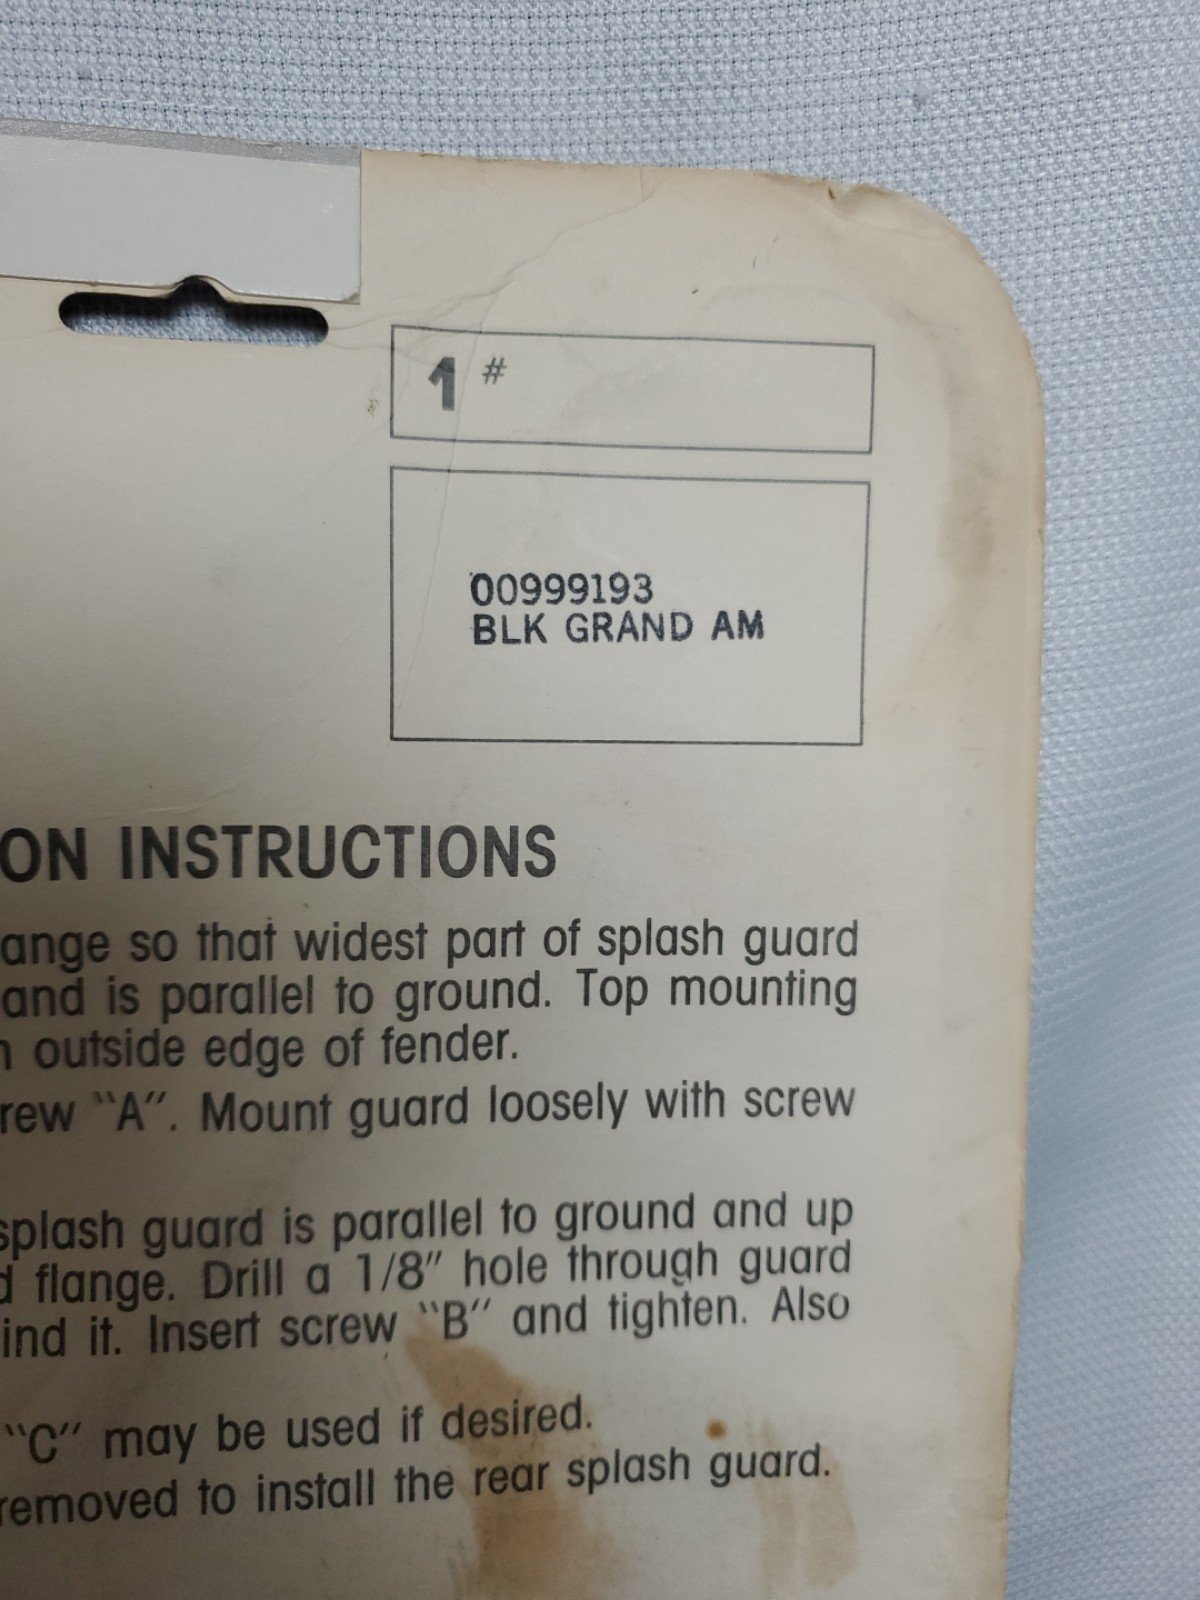 1 #
00999193
BLK GRAND AM
ON INSTRUCTIONS
ange so that widest part of splash guard
and is parallel to ground. Top mounting
n outside edge of fender.
rew "A". Mount guard loosely with screw
splash guard is parallel to ground and up
d flange. Drill a 1/8" hole through guard
ind it. Insert screw "B" and tighten. Also
"C" may be used if desired.
removed to install the rear splash guard.